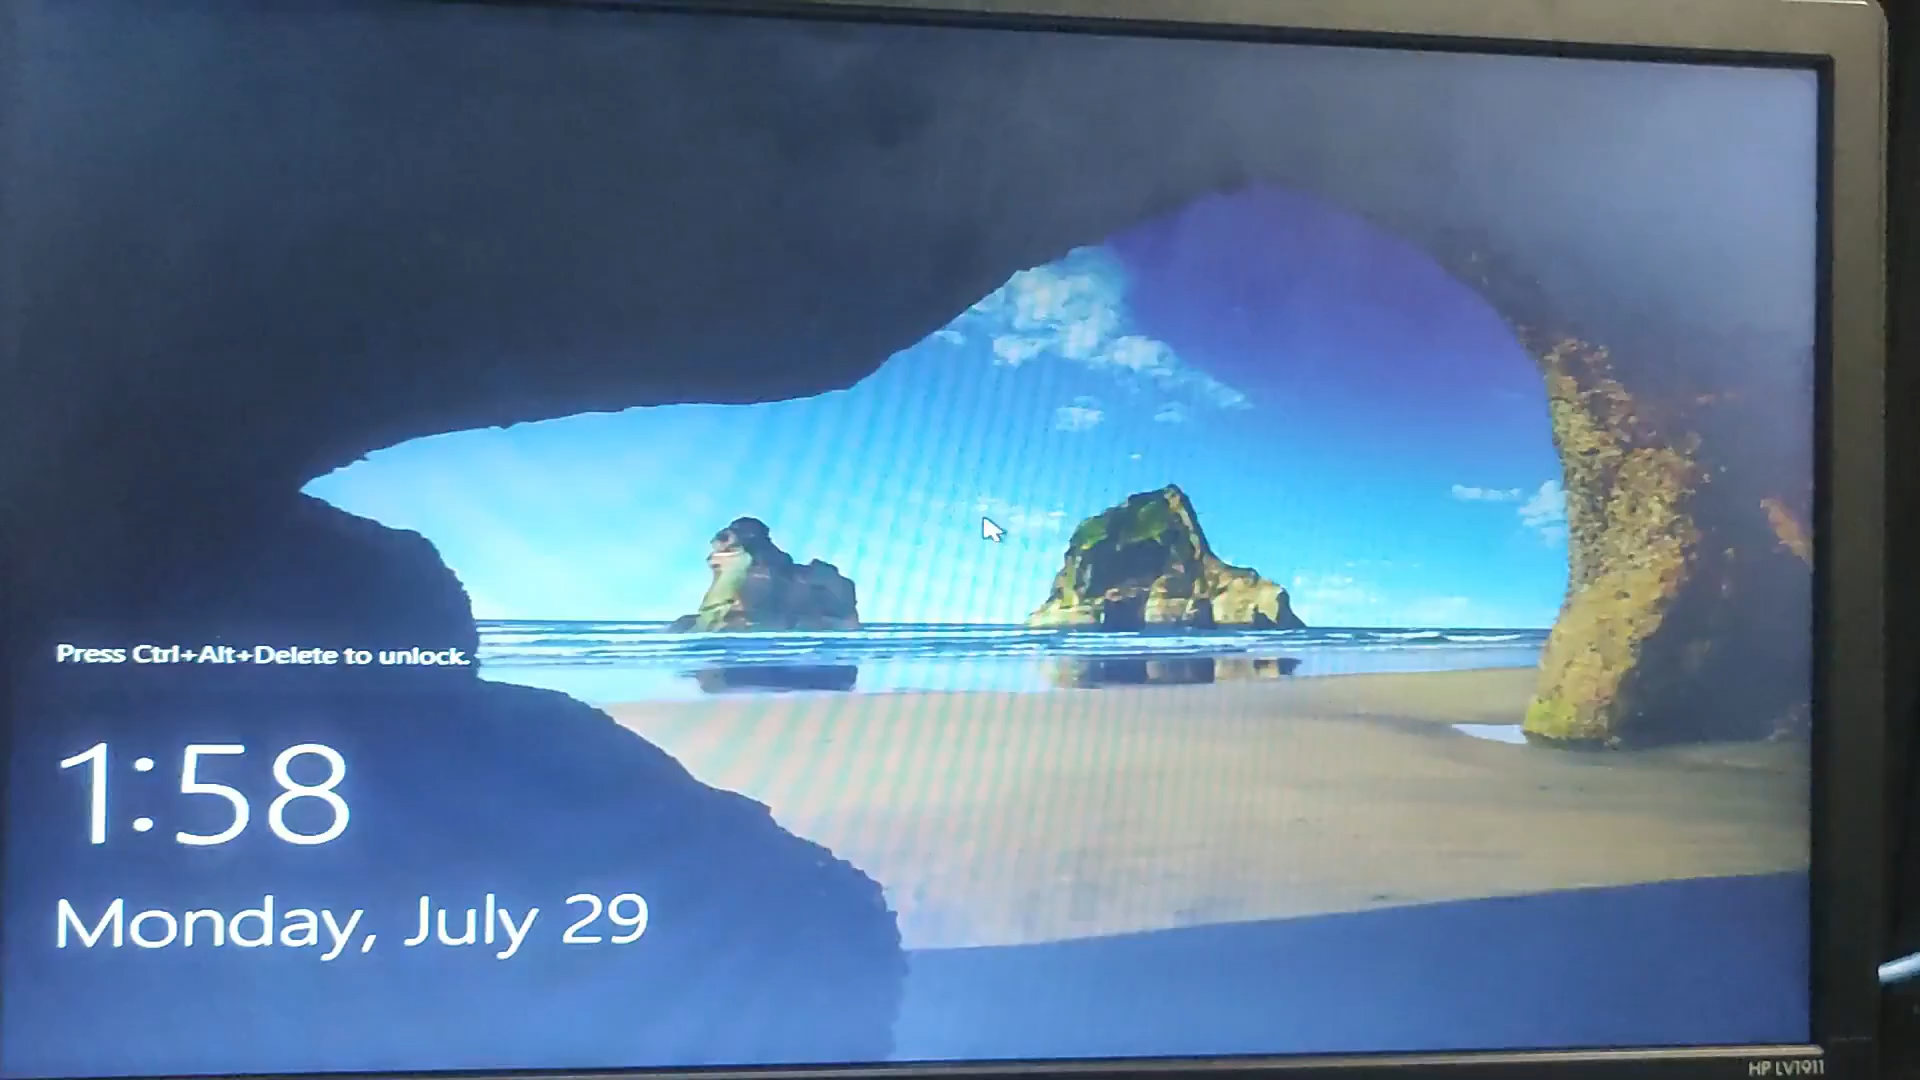 Press Ctrl+Alt+Delete to unlock.
1:58
Monday, July 29
HP LV1911